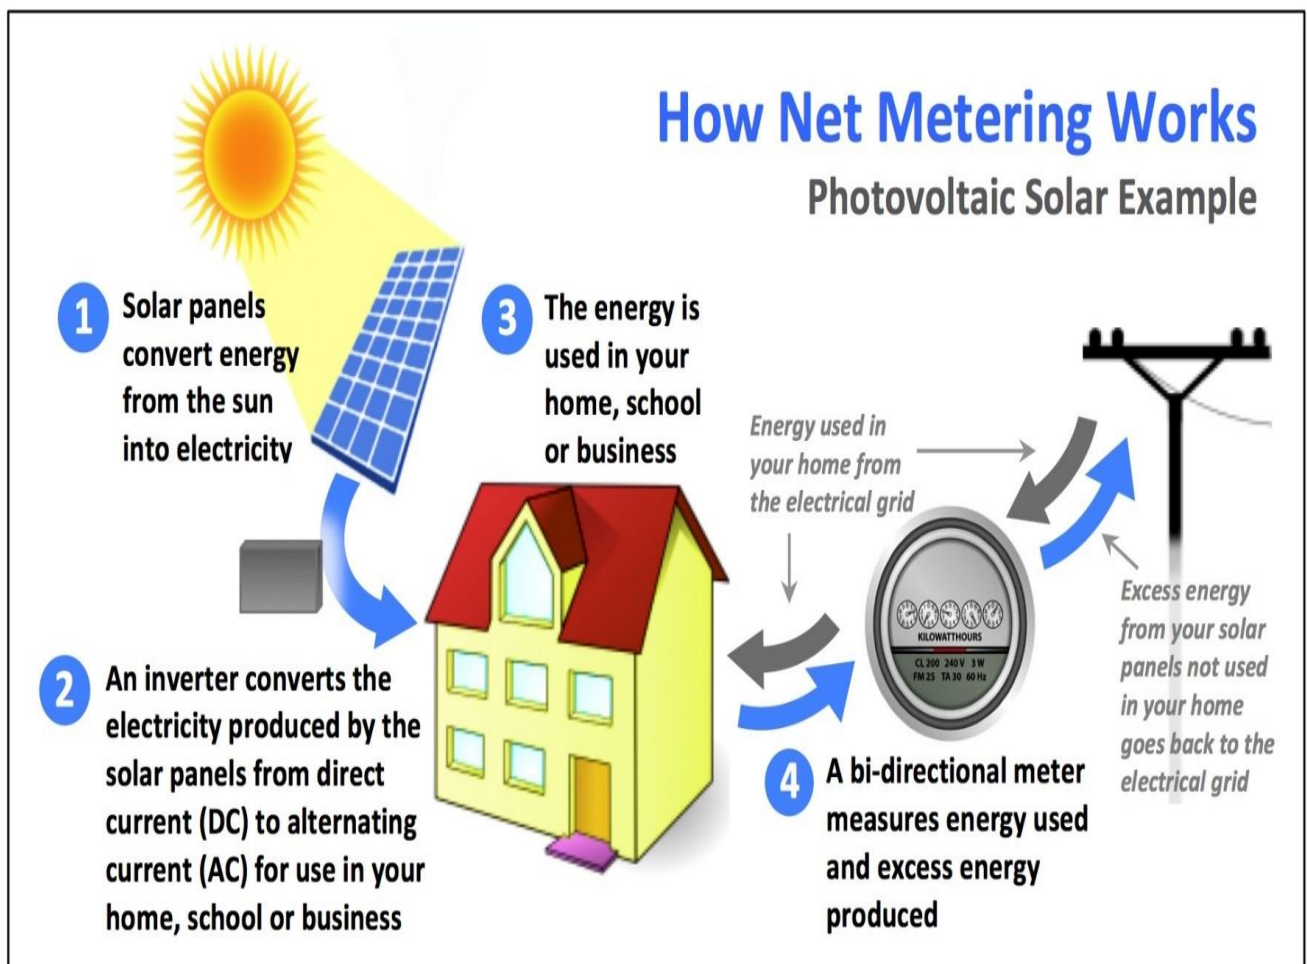 How Net Metering Works
Photovoltaic Solar Example
1
Solar panels
convert energy
from the sun
into electricity
2
An inverter converts the
electricity produced by the
solar panels from direct
current (DC) to alternating
current (AC) for use in your
home, school or business
3
The energy is
used in your
home, school
or business
Energy used in
your home from
the electrical grid
KILOWATTHOURS
CL 200 240 V 3 W
FM 2S TA 30 60 Hz
4
A bi-directional meter
measures energy used
and excess energy
produced
Excess energy
from your solar
panels not used
in your home
goes back to the
electrical grid